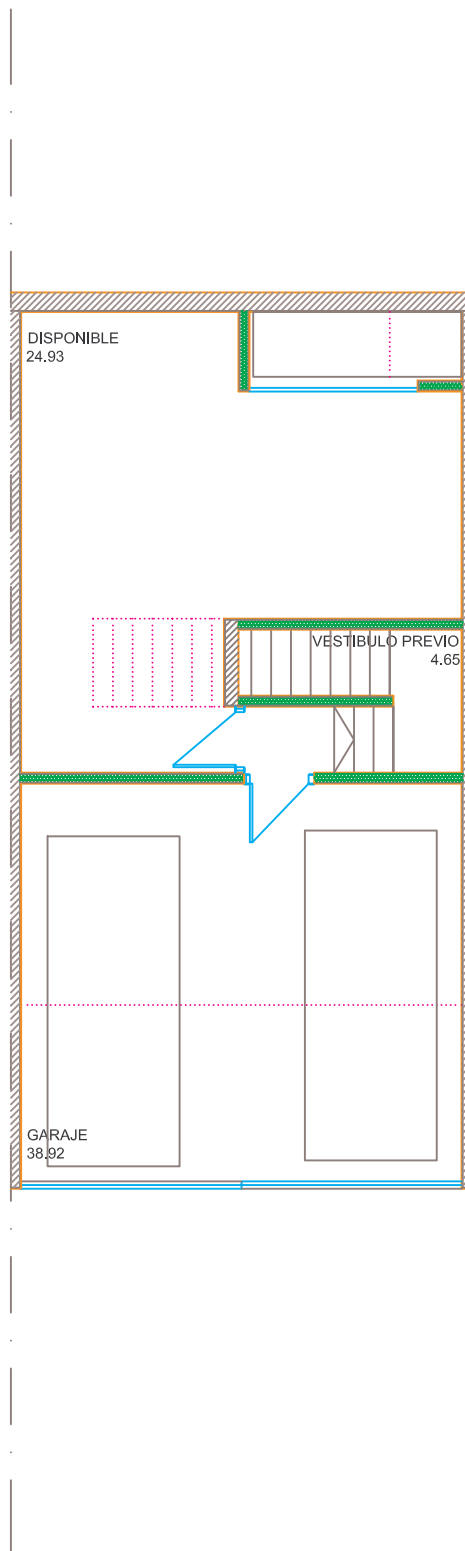 DISPONIBLE
24.93
VESTIBULO PREVIO
4.65
GARAJE
38.92